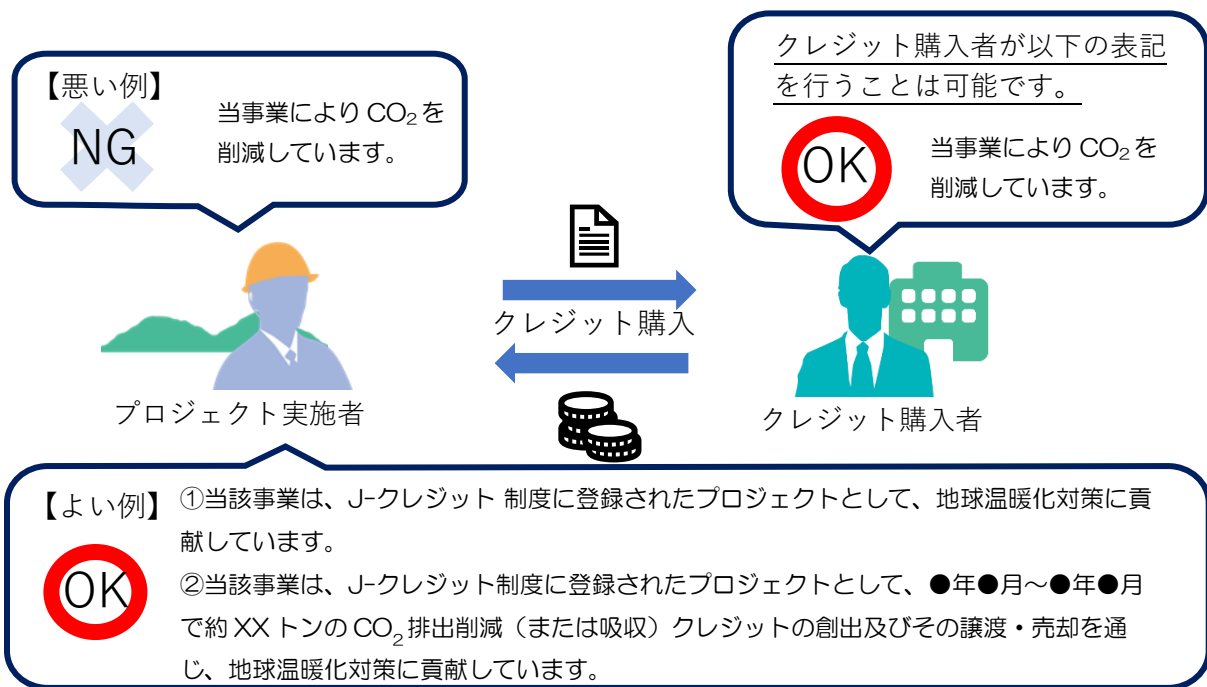 【悪い例】
NG
当事業により CO₂を
削減しています。
クレジット購入者が以下の表記
を行うことは可能です。
OK
当事業により CO₂を
削減しています。
クレジット購入
プロジェクト実施者
クレジット購入者
【よい例】
OK
①当該事業は、J-クレジット 制度に登録されたプロジェクトとして、地球温暖化対策に貢
献しています。
②当該事業は、J-クレジット制度に登録されたプロジェクトとして、●年●月～●年●月
で約 XX トンの CO₂排出削減（または吸収）クレジットの創出及びその譲渡・売却を通
じ、地球温暖化対策に貢献しています。